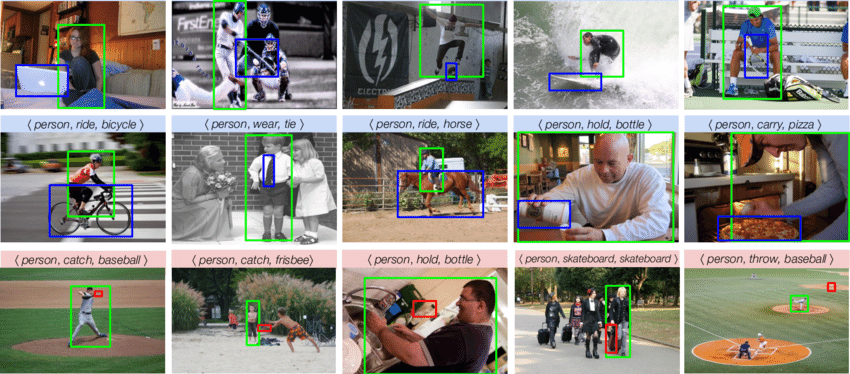 FirstEn
⟨ person, ride, bicycle ⟩
⟨ person, wear, tie ⟩
⟨ person, ride, horse ⟩
⟨ person, hold, bottle ⟩
⟨ person, carry, pizza ⟩
⟨ person, catch, baseball ⟩
⟨ person, catch, frisbee ⟩
⟨ person, hold, bottle ⟩
⟨ person, skateboard, skateboard ⟩
⟨ person, throw, baseball ⟩